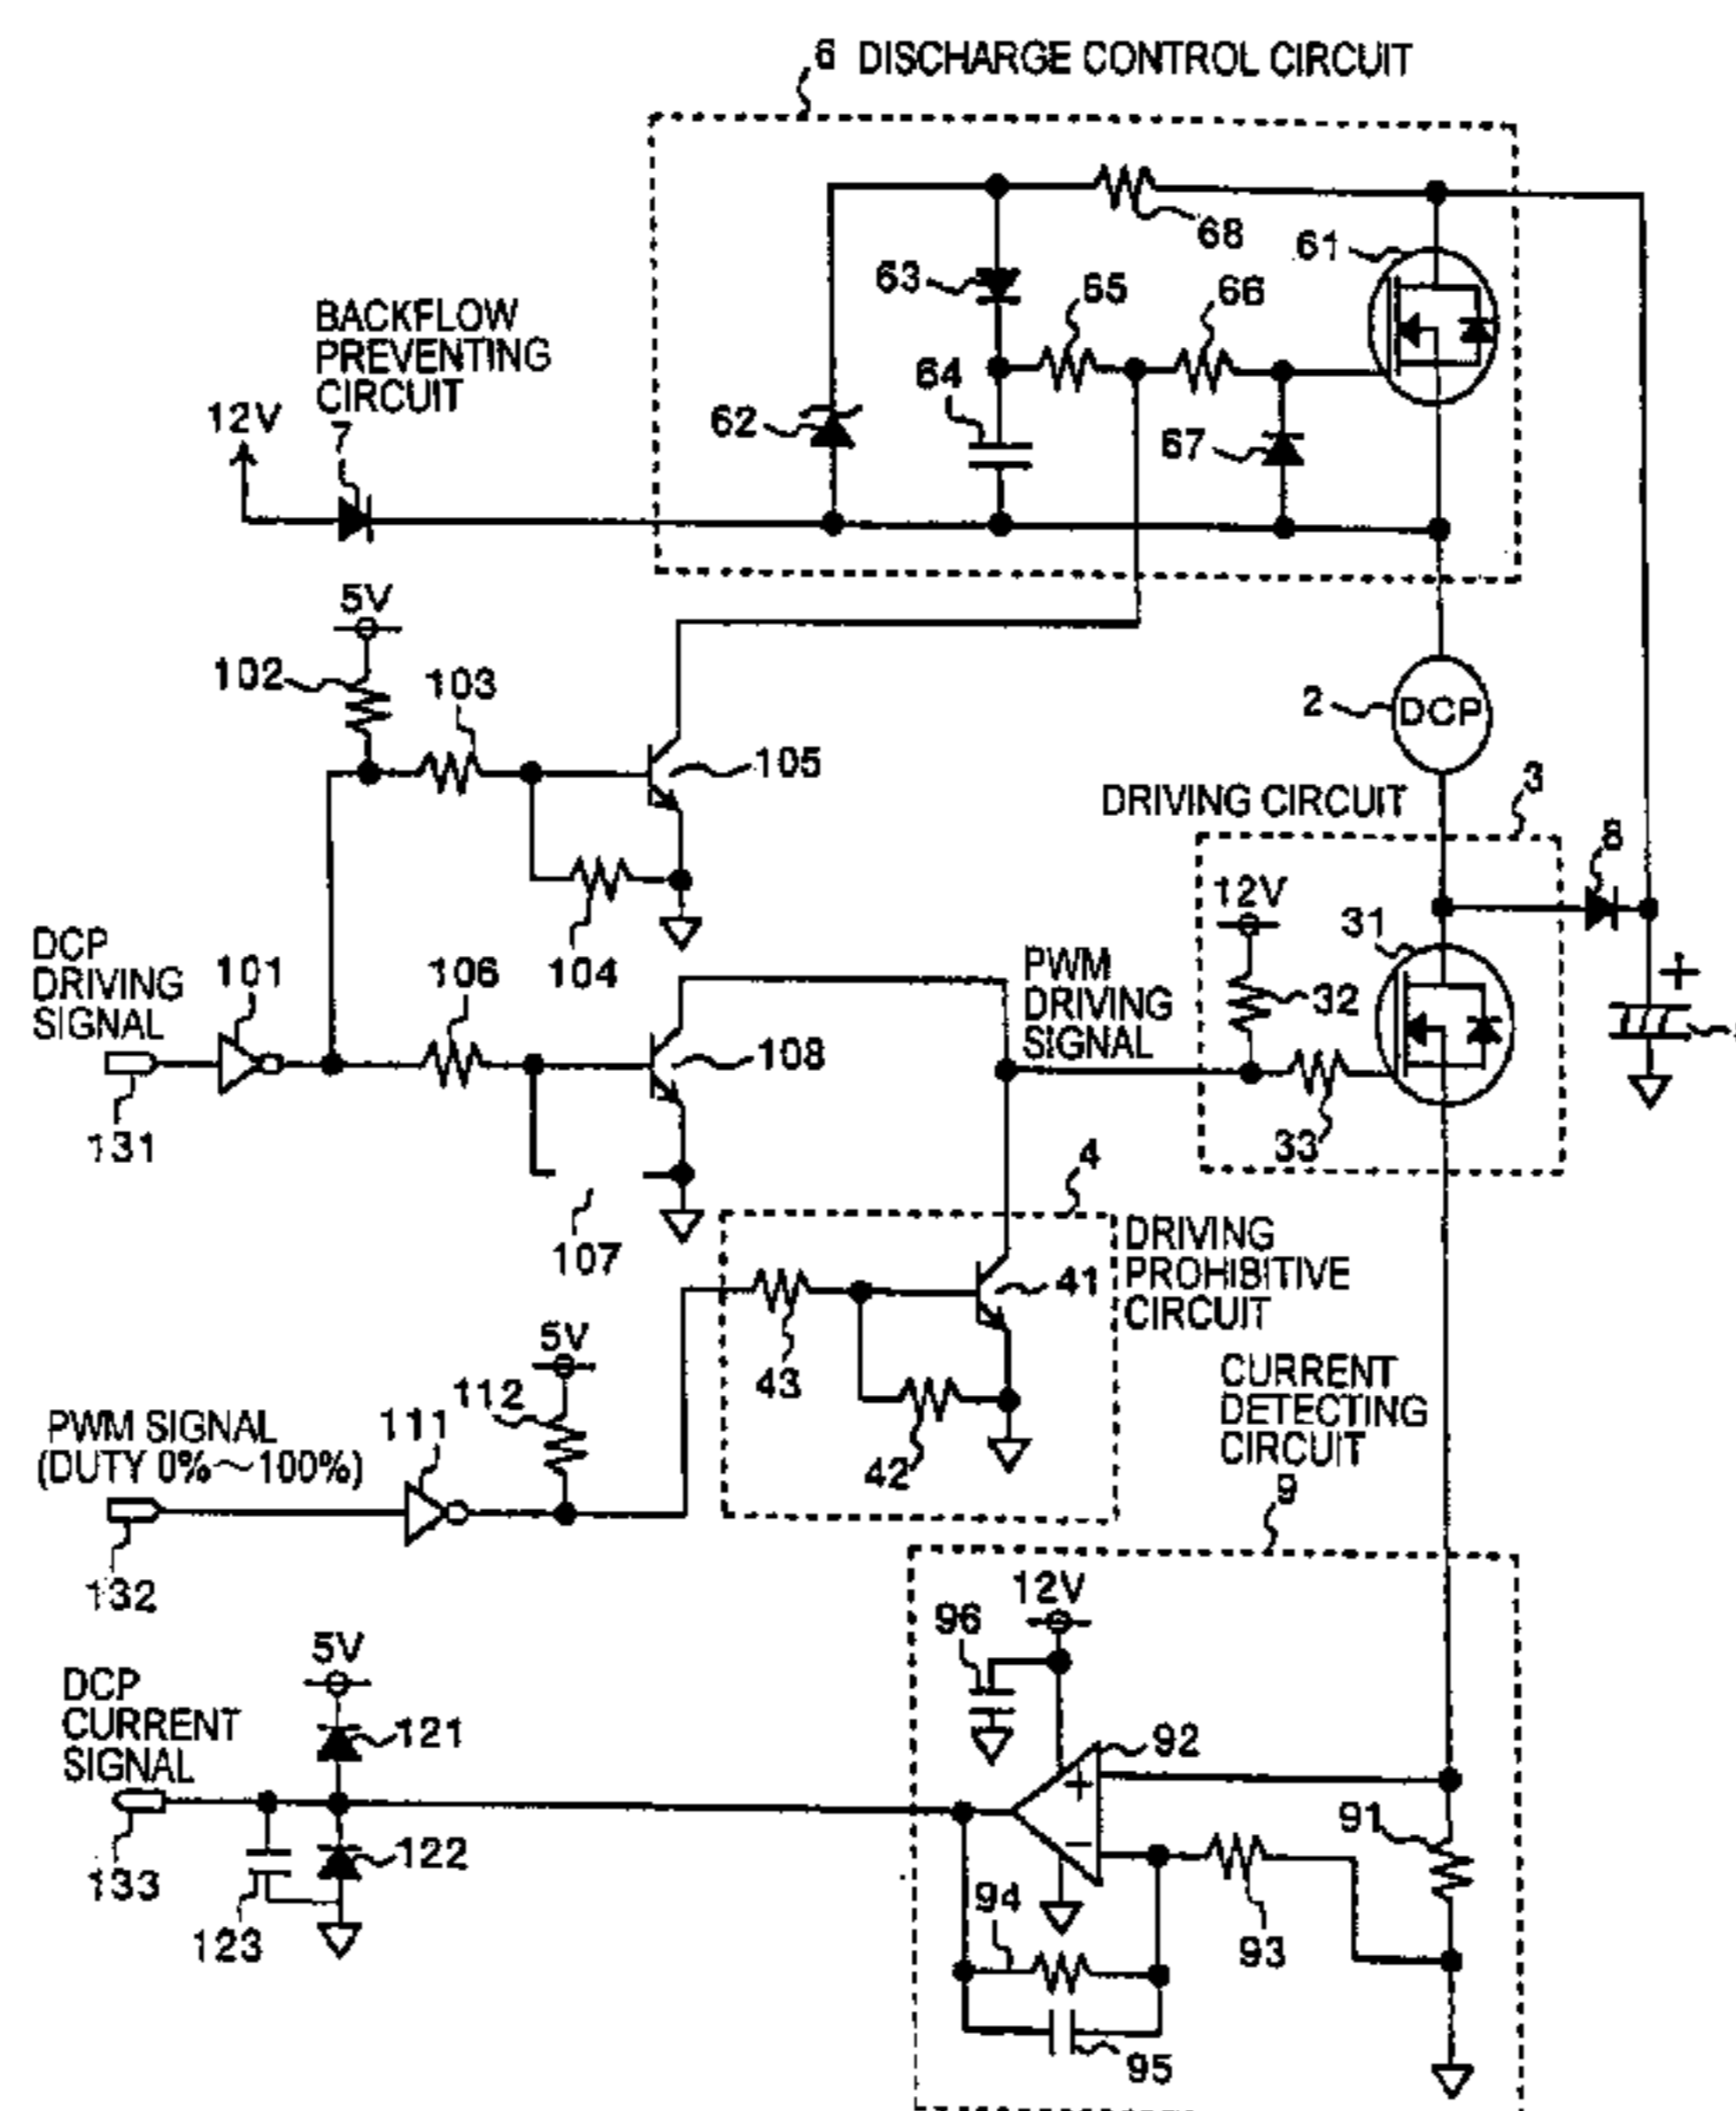 6 DISCHARGE CONTROL CIRCUIT
68
61
63
65
66
BACKFLOW
PREVENTING
CIRCUIT
7
64
12V
62
67
5V
102
103
2
DCP
105
3
DRIVING CIRCUIT
8
12V
31
DCP
DRIVING
SIGNAL
101
106
104
PWM
DRIVING
SIGNAL
32
+
108
131
33
4
107
DRIVING
PROHIBITIVE
CIRCUIT
41
5V
43
112
CURRENT
DETECTING
CIRCUIT
9
PWM SIGNAL
(DUTY 0%～100%)
111
42
132
12V
96
5V
DCP
CURRENT
SIGNAL
121
92
+
91
−
122
133
94
123
93
95